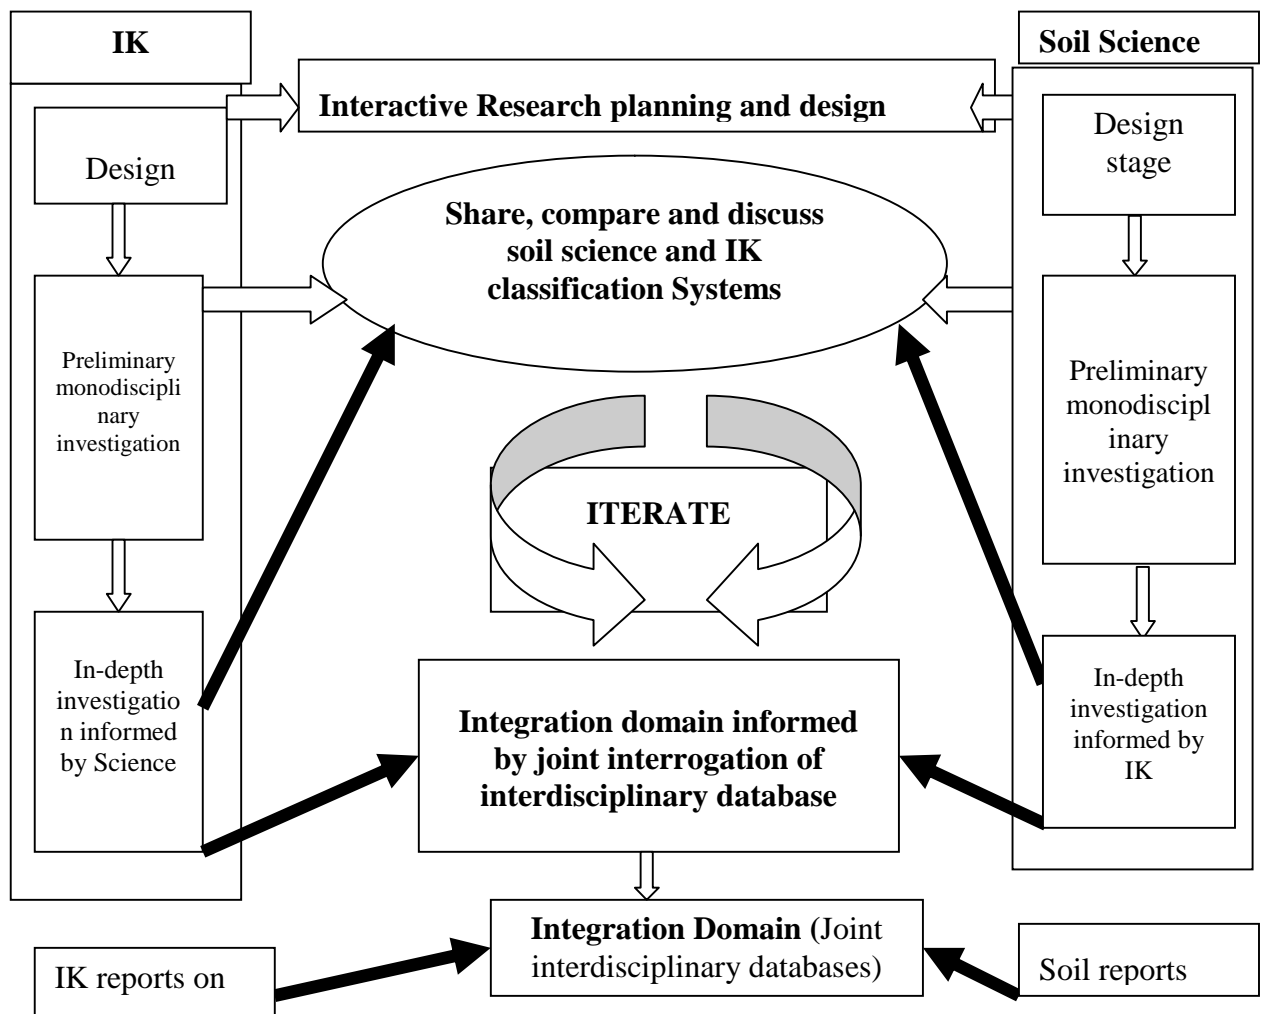 IK
Soil Science
Interactive Research planning and design
Design
Design
stage
Share, compare and discuss
soil science and IK
classification Systems
Preliminary
monodiscipli
nary
investigation
Preliminary
monodiscipl
inary
investigation
ITERATE
In-depth
investigatio
n informed
by Science
In-depth
investigation
informed by
IK
Integration domain informed
by joint interrogation of
interdisciplinary database
Integration Domain (Joint
interdisciplinary databases)
IK reports on
Soil reports